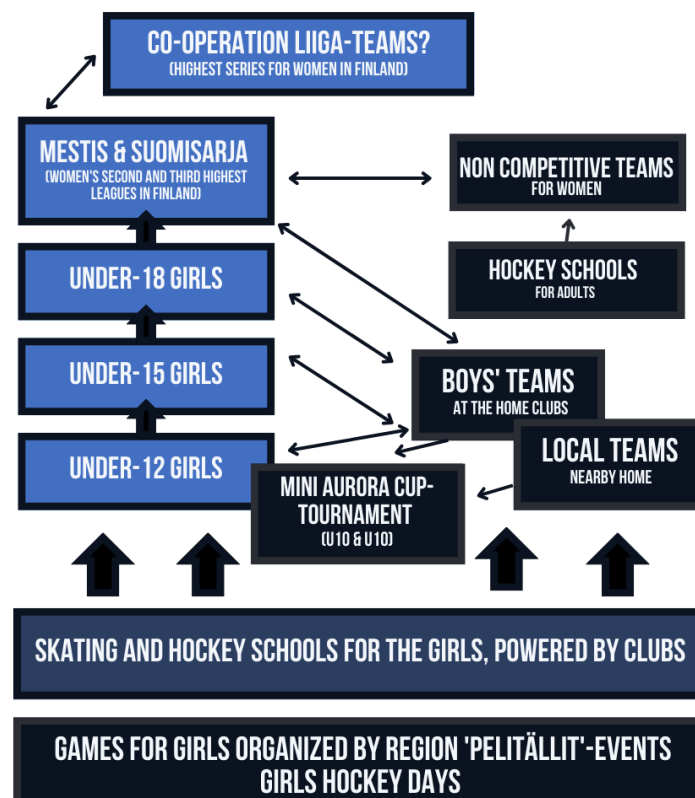 CO-OPERATION LIIGA-TEAMS?
(HIGHEST SERIES FOR WOMEN IN FINLAND)
MESTIS & SUOMISARJA
(WOMEN'S SECOND AND THIRD HIGHEST
LEAGUES IN FINLAND)
NON COMPETITIVE TEAMS
FOR WOMEN
UNDER-18 GIRLS
HOCKEY SCHOOLS
FOR ADULTS
UNDER-15 GIRLS
BOYS' TEAMS
AT THE HOME CLUBS
UNDER-12 GIRLS
LOCAL TEAMS
NEARBY HOME
MINI AURORA CUP-
TOURNAMENT
(U10 & U10)
SKATING AND HOCKEY SCHOOLS FOR THE GIRLS, POWERED BY CLUBS
GAMES FOR GIRLS ORGANIZED BY REGION 'PELITÄLLIT'-EVENTS
GIRLS HOCKEY DAYS